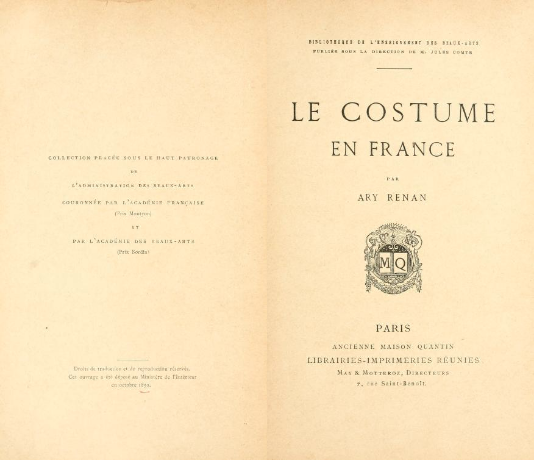 COLLECTION PLACÉE SOUS LE HAUT PATRONAGE
DE
L'ADMINISTRATION DES BEAUX-ARTS
COURONNÉE PAR L'ACADÉMIE FRANÇAISE
(Prix Montyon)
ET
PAR L'ACADÉMIE DES BEAUX-ARTS
(Prix Bordin)
Droits de traduction et de reproduction réservés.
Cet ouvrage a été déposé au Ministère de l'Intérieur
en octobre
BIBLIOTHÈQUE DE L'ENSEIGNEMENT DES BEAUX-ARTS
PUBLIÉE SOUS LA DIRECTION DE M. JULES COMTE
LE COSTUME
EN FRANCE
PAR
ARY RENAN
MQ
PARIS
ANCIENNE MAISON QUANTIN
LIBRAIRIES-IMPRIMERIES RÉUNIES
MAY & MOTTEROZ, DIRECTEURS
7, rue Saint-Benoît.